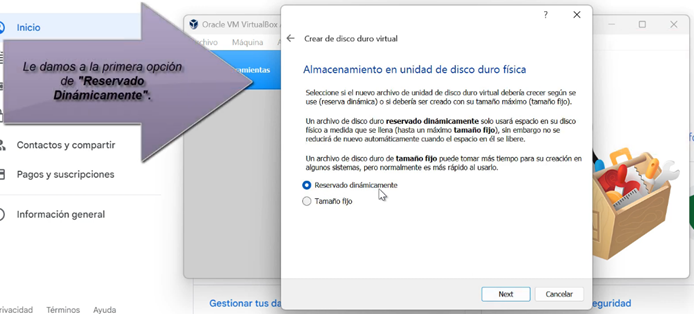 Inicio
Contactos y compartir
Pagos y suscripciones
Información general
Términos
Ayuda
Le damos a la primera opción
de "Reservado
Dinámicamente".
Oracle VM VirtualBox
Máquina
?
Crear de disco duro virtual
Almacenamiento en unidad de disco duro física
Seleccione si el nuevo archivo de unidad de disco duro virtual debería crecer según se
use (reserva dinámica) o si debería ser creado con su tamaño máximo (tamaño fijo).
Un archivo de disco duro reservado dinámicamente solo usará espacio en su disco
físico a medida que se llena (hasta un máximo tamaño fijo), sin embargo no se
reducirá de nuevo automáticamente cuando el espacio en él se libere.
Un archivo de disco duro de tamaño fijo puede tomar más tiempo para su creación en
algunos sistemas, pero normalmente es más rápido al usarlo.
Reservado dinámicamente
Tamaño fijo
Next
Cancelar
Gestionar tus